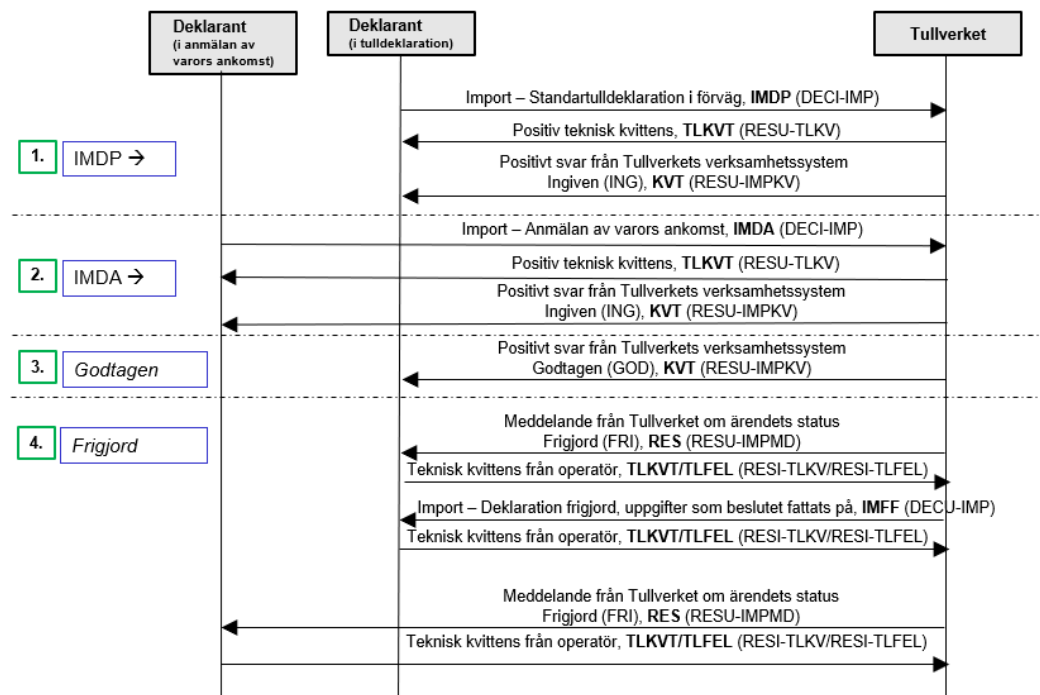 Deklarant
(i anmälan av
varors ankomst)
Deklarant
(i tulldeklaration)
Tullverket
Import – Standartulldeklaration i förväg, IMDP (DECI-IMP)
Positiv teknisk kvittens, TLKVT (RESU-TLKV)
1. IMDP →
Positivt svar från Tullverkets verksamhetssystem
Ingiven (ING), KVT (RESU-IMPKV)
Import – Anmälan av varors ankomst, IMDA (DECI-IMP)
2. IMDA →
Positiv teknisk kvittens, TLKVT (RESU-TLKV)
Positivt svar från Tullverkets verksamhetssystem
Ingiven (ING), KVT (RESU-IMPKV)
3. Godtagen
Positivt svar från Tullverkets verksamhetssystem
Godtagen (GOD), KVT (RESU-IMPKV)
4. Frigjord
Meddelande från Tullverket om ärendets status
Frigjord (FRI), RES (RESU-IMPMD)
Teknisk kvittens från operatör, TLKVT/TLFEL (RESI-TLKV/RESI-TLFEL)
Import – Deklaration frigjord, uppgifter som beslutet fattats på, IMFF (DECU-IMP)
Teknisk kvittens från operatör, TLKVT/TLFEL (RESI-TLKV/RESI-TLFEL)
Meddelande från Tullverket om ärendets status
Frigjord (FRI), RES (RESU-IMPMD)
Teknisk kvittens från operatör, TLKVT/TLFEL (RESI-TLKV/RESI-TLFEL)